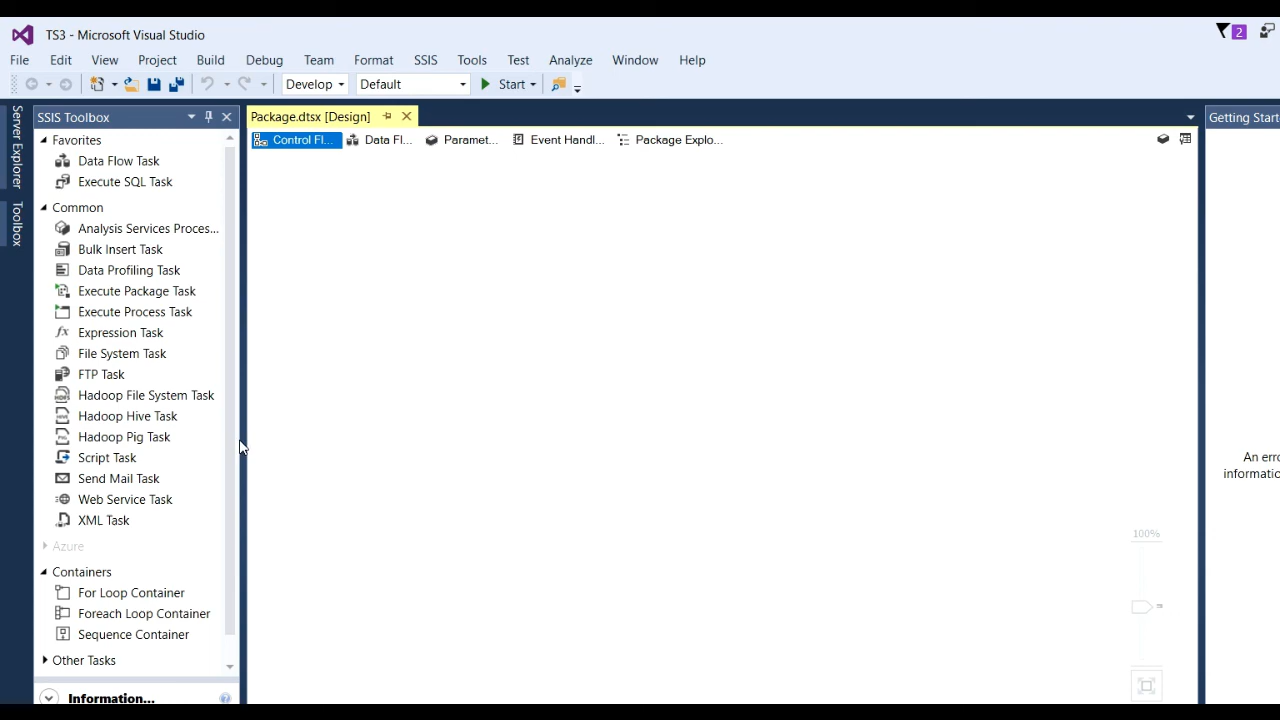 TS3 - Microsoft Visual Studio
2
File Edit View Project Build Debug Team Format SSIS Tools Test Analyze Window Help
Develop Default Start
Server Explorer
Toolbox
SSIS Toolbox
Favorites
Data Flow Task
Execute SQL Task
Common
Analysis Services Proces...
Bulk Insert Task
Data Profiling Task
Execute Package Task
Execute Process Task
fx Expression Task
File System Task
FTP Task
Hadoop File System Task
Hadoop Hive Task
Hadoop Pig Task
Script Task
Send Mail Task
Web Service Task
XML Task
Azure
Containers
For Loop Container
Foreach Loop Container
Sequence Container
Other Tasks
Information...
Package.dtsx [Design]
Control Fl... Data Fl... Paramet... Event Handl... Package Explo...
100%
Getting Start
An erro
informatio